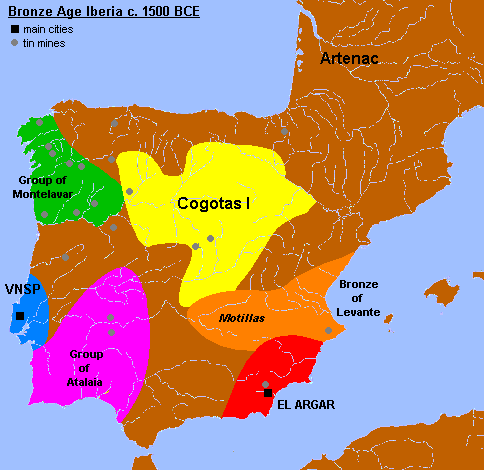 Bronze Age Iberia c. 1500 BCE
main cities
tin mines
Artenac
Group of
Montelavar
Cogotas I
VNSP
Bronze
of
Levante
Motillas
Group
of
Atalaia
EL ARGAR